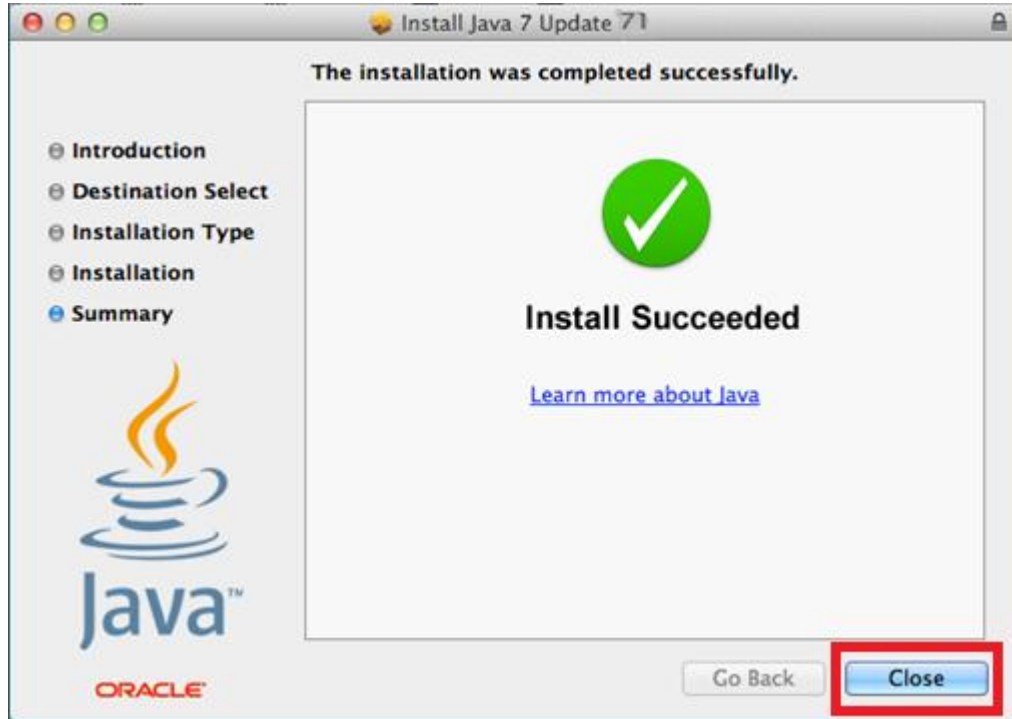 Install Java 7 Update 71
The installation was completed successfully.
Introduction
Destination Select
Installation Type
Installation
Summary
Install Succeeded
Learn more about Java
Java™
ORACLE®
Go Back
Close